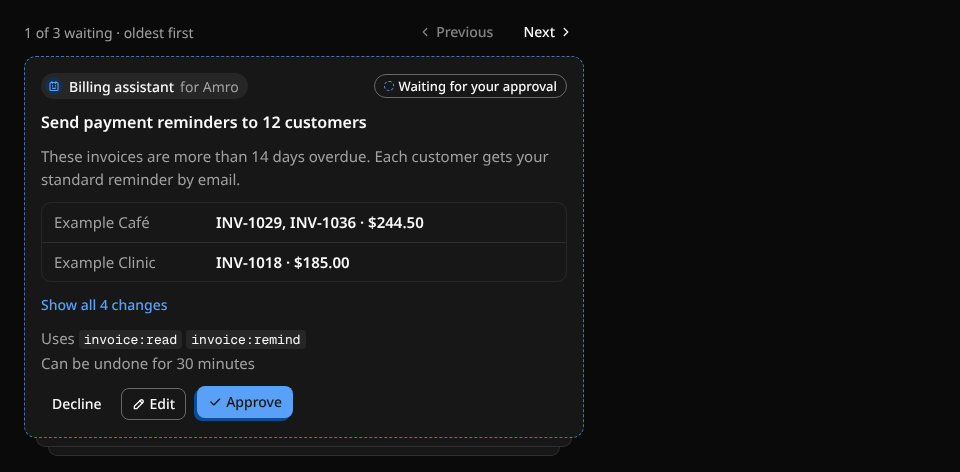 1 of 3 waiting · oldest first
Previous
Next
Billing assistant for Amro
Waiting for your approval
Send payment reminders to 12 customers
These invoices are more than 14 days overdue. Each customer gets your
standard reminder by email.
Example Café INV-1029, INV-1036 · $244.50
Example Clinic INV-1018 · $185.00
Show all 4 changes
Uses invoice:read invoice:remind
Can be undone for 30 minutes
Decline
Edit
Approve